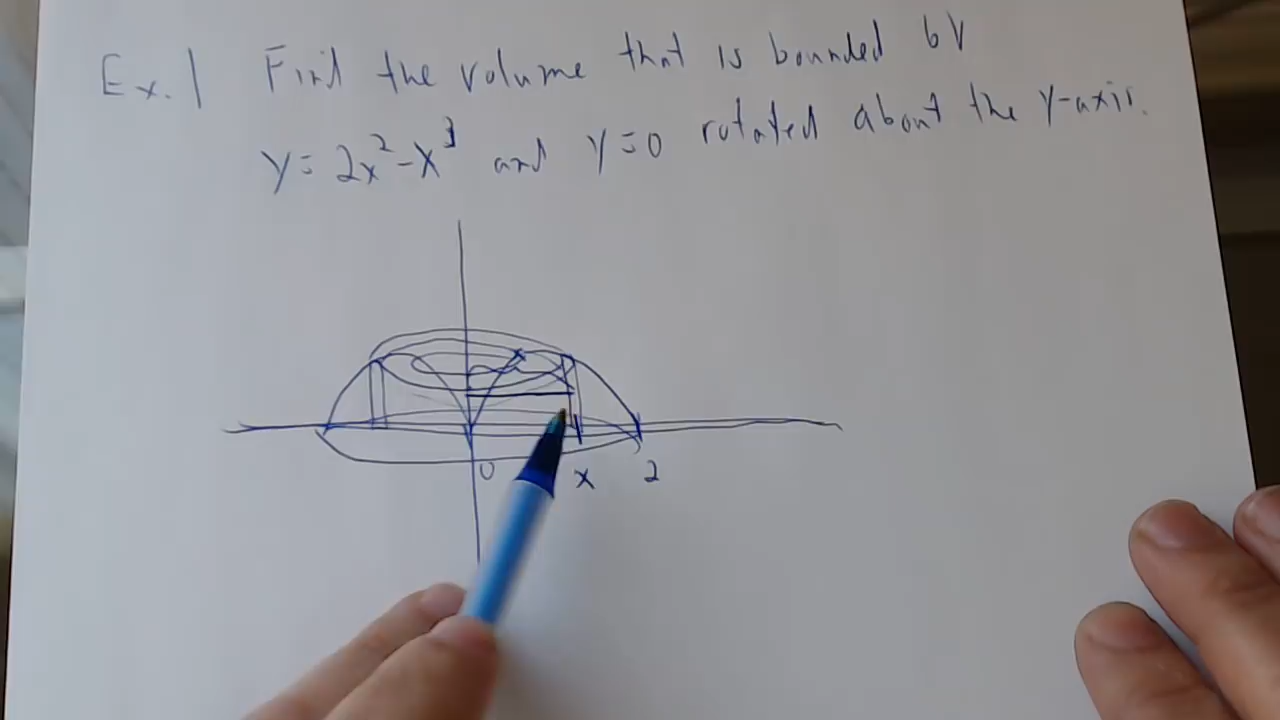 Ex. 1 Find the volume that is bounded by
y = 2x² - x³ and y = 0 rotated about the y-axis.
0 x 2